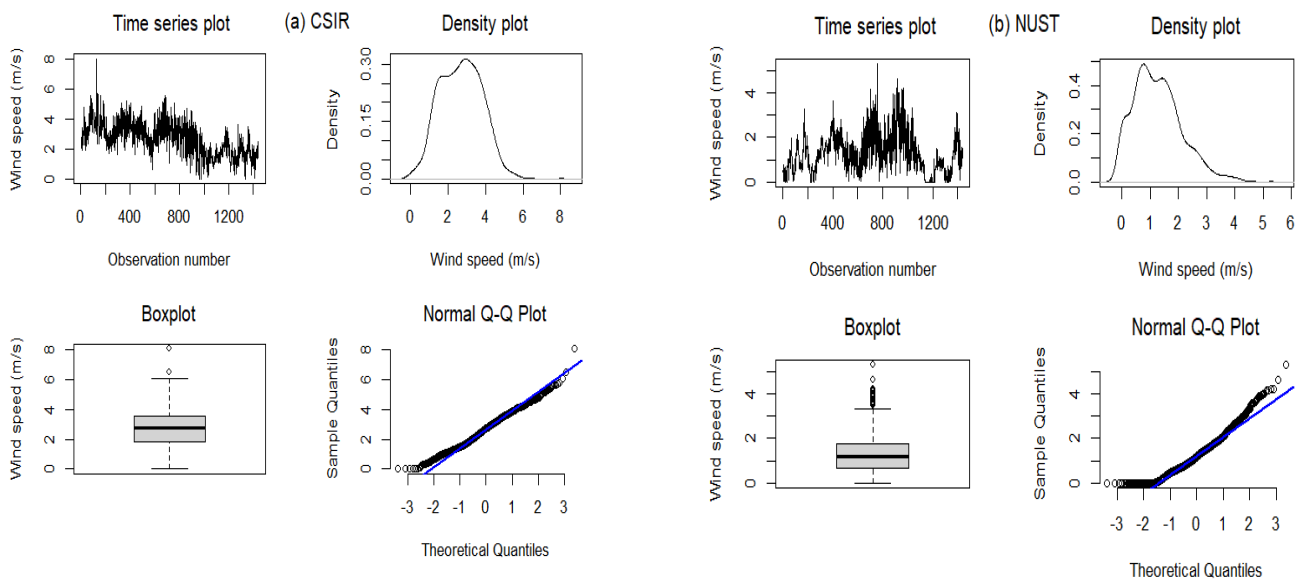 (a) CSIR
Time series plot
Wind speed (m/s)
0 2 4 6 8
0 400 800 1200
Observation number
Density plot
Density
0.00 0.15 0.30
0 2 4 6 8
Wind speed (m/s)
Boxplot
Wind speed (m/s)
0 2 4 6 8
Normal Q-Q Plot
Sample Quantiles
0 2 4 6 8
-3 -2 -1 0 1 2 3
Theoretical Quantiles
(b) NUST
Time series plot
Wind speed (m/s)
0 2 4
0 400 800 1200
Observation number
Density plot
Density
0.0 0.2 0.4
0 1 2 3 4 5 6
Wind speed (m/s)
Boxplot
Wind speed (m/s)
0 2 4
Normal Q-Q Plot
Sample Quantiles
0 2 4
-3 -2 -1 0 1 2 3
Theoretical Quantiles